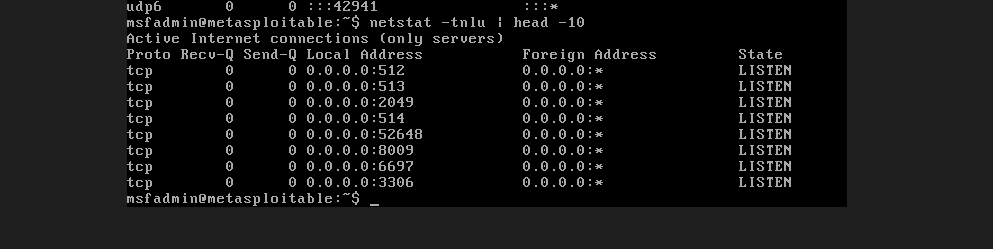 udp6       0      0 :::42941                :::*
msfadmin@metasploitable:~$ netstat -tnlu | head -10
Active Internet connections (only servers)
Proto Recv-Q Send-Q Local Address           Foreign Address         State
tcp        0      0 0.0.0.0:512             0.0.0.0:*               LISTEN
tcp        0      0 0.0.0.0:513             0.0.0.0:*               LISTEN
tcp        0      0 0.0.0.0:2049            0.0.0.0:*               LISTEN
tcp        0      0 0.0.0.0:514             0.0.0.0:*               LISTEN
tcp        0      0 0.0.0.0:52648           0.0.0.0:*               LISTEN
tcp        0      0 0.0.0.0:8009            0.0.0.0:*               LISTEN
tcp        0      0 0.0.0.0:6697            0.0.0.0:*               LISTEN
tcp        0      0 0.0.0.0:3306            0.0.0.0:*               LISTEN
msfadmin@metasploitable:~$ _